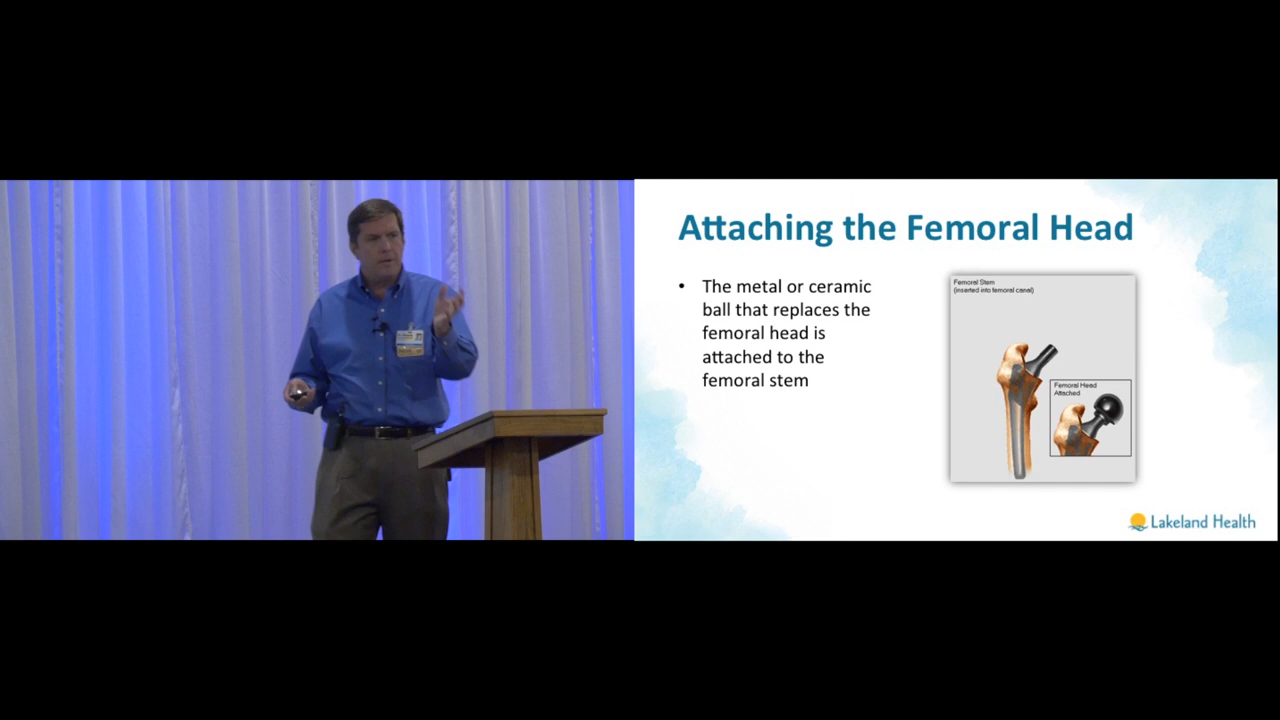 Attaching the Femoral Head
• The metal or ceramic
ball that replaces the
femoral head is
attached to the
femoral stem
Femoral Stem
(inserted into femoral canal)
Femoral Head
Attached
Lakeland Health